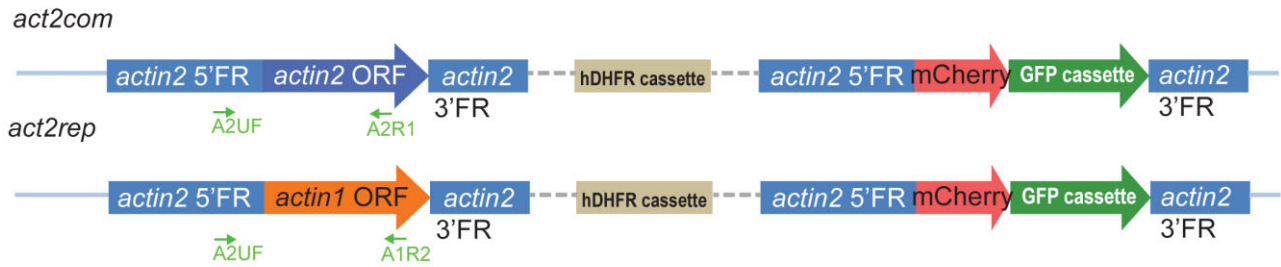 act2com
actin2 5'FR actin2 ORF actin2 hDHFR cassette actin2 5'FR mCherry GFP cassette actin2
3'FR 3'FR
A2UF A2R1
act2rep
actin2 5'FR actin1 ORF actin2 hDHFR cassette actin2 5'FR mCherry GFP cassette actin2
3'FR 3'FR
A2UF A1R2